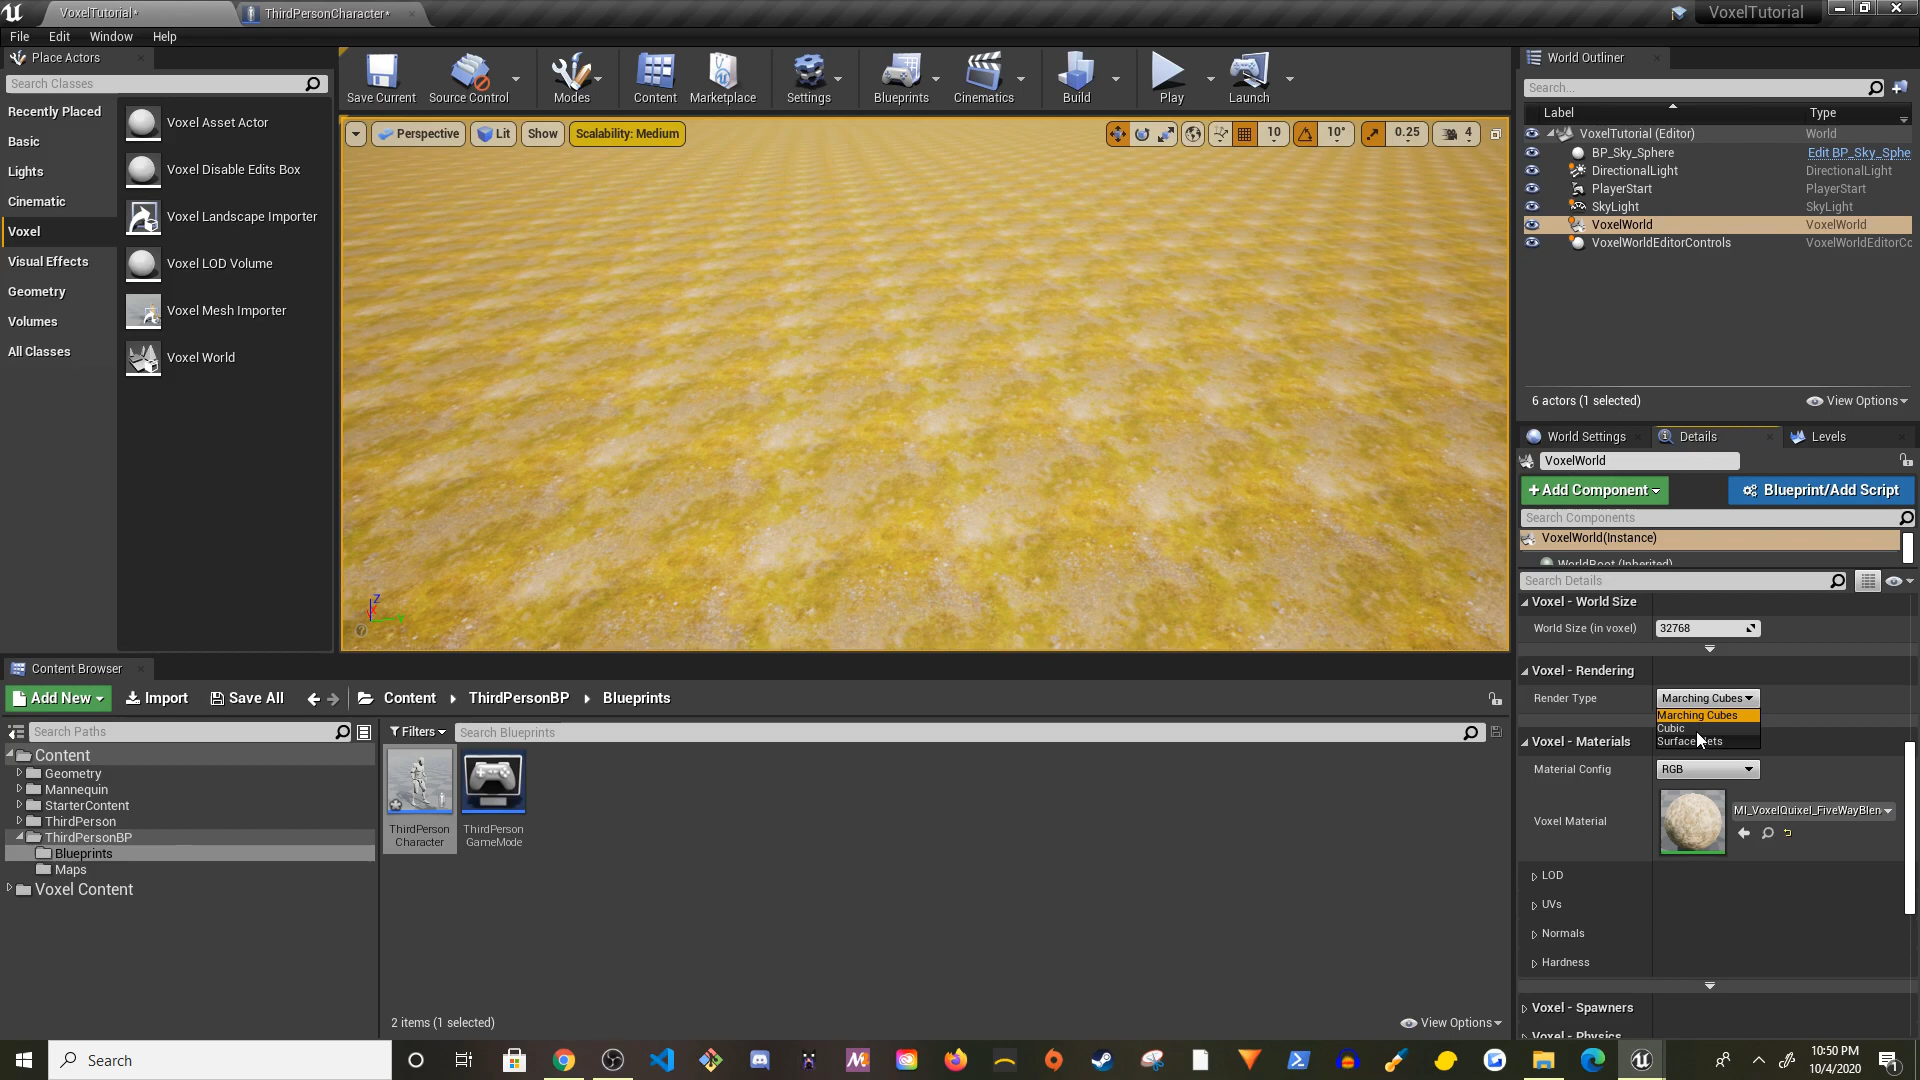 VoxelTutorial*
ThirdPersonCharacter*
VoxelTutorial
File Edit Window Help
Place Actors
Search Classes
Recently Placed
Basic
Lights
Cinematic
Voxel
Visual Effects
Geometry
Volumes
All Classes
Voxel Asset Actor
Voxel Disable Edits Box
Voxel Landscape Importer
Voxel LOD Volume
Voxel Mesh Importer
Voxel World
Save Current
Source Control
Modes
Content
Marketplace
Settings
Blueprints
Cinematics
Build
Play
Launch
Perspective Lit Show Scalability: Medium
10 10° 0.25 4
Z
World Outliner
Search...
Label Type
VoxelTutorial (Editor) World
BP_Sky_Sphere Edit BP_Sky_Sphe
DirectionalLight DirectionalLight
PlayerStart PlayerStart
SkyLight SkyLight
VoxelWorld VoxelWorld
VoxelWorldEditorControls VoxelWorldEditorCc
6 actors (1 selected) View Options
World Settings Details Levels
VoxelWorld
+Add Component Blueprint/Add Script
Search Components
VoxelWorld(Instance)
WorldRoot (Inherited)
Search Details
Voxel - World Size
World Size (in voxel) 32768
Voxel - Rendering
Render Type Marching Cubes
Marching Cubes
Cubic
Voxel - Materials
Material Config RGB
Voxel Material MI_VoxelQuixel_FiveWayBlen
LOD
UVs
Normals
Hardness
Voxel - Spawners
Voxel - Physics
Content Browser
Add New Import Save All Content ThirdPersonBP Blueprints
Search Paths
Filters Search Blueprints
Content
Geometry
Mannequin
StarterContent
ThirdPerson
ThirdPersonBP
Blueprints
Maps
Voxel Content
ThirdPerson
Character
ThirdPerson
GameMode
2 items (1 selected) View Options
Search
10:50 PM
10/4/2020
1